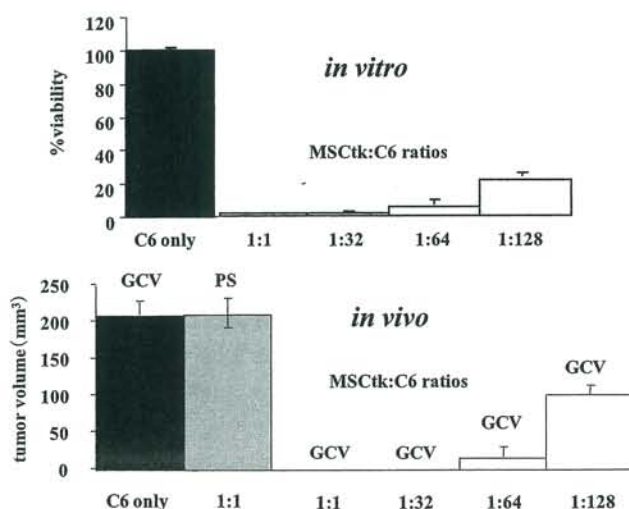 120
100
80
60
40
20
0
%viability
in vitro
MSCtk:C6 ratios
C6 only 1:1 1:32 1:64 1:128
250
200
150
100
50
0
tumor volume (mm³)
GCV PS
in vivo
MSCtk:C6 ratios
GCV
GCV
GCV GCV
C6 only 1:1 1:1 1:32 1:64 1:128